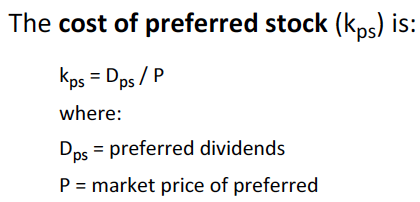 The cost of preferred stock (kps) is:
kps = Dps / P
where:
Dps = preferred dividends
P = market price of preferred